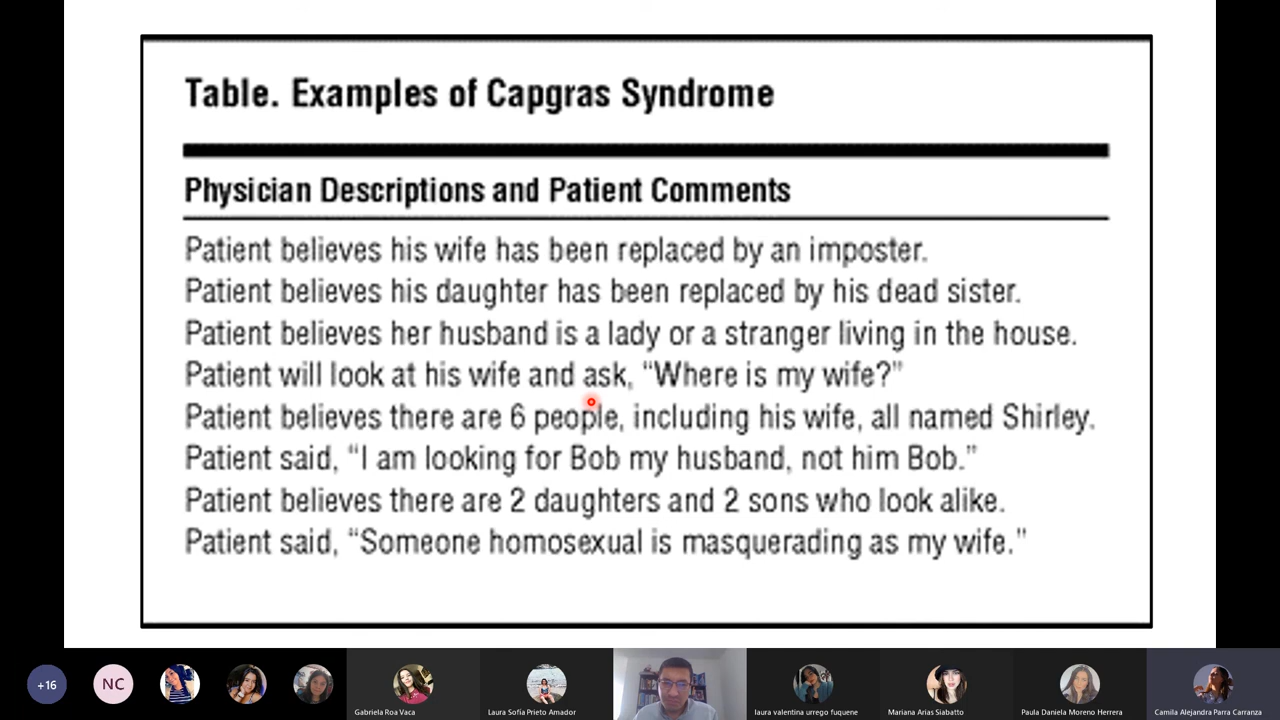 Table. Examples of Capgras Syndrome
Physician Descriptions and Patient Comments
Patient believes his wife has been replaced by an imposter.
Patient believes his daughter has been replaced by his dead sister.
Patient believes her husband is a lady or a stranger living in the house.
Patient will look at his wife and ask, “Where is my wife?”
Patient believes there are 6 people, including his wife, all named Shirley.
Patient said, “I am looking for Bob my husband, not him Bob.”
Patient believes there are 2 daughters and 2 sons who look alike.
Patient said, “Someone homosexual is masquerading as my wife.”
+16
NC
Gabriela Roa Vaca
Laura Sofía Prieto Amador
laura valentina urrego fuquene
Mariana Arias Siabatto
Paula Daniela Moreno Herrera
Camila Alejandra Parra Carranza